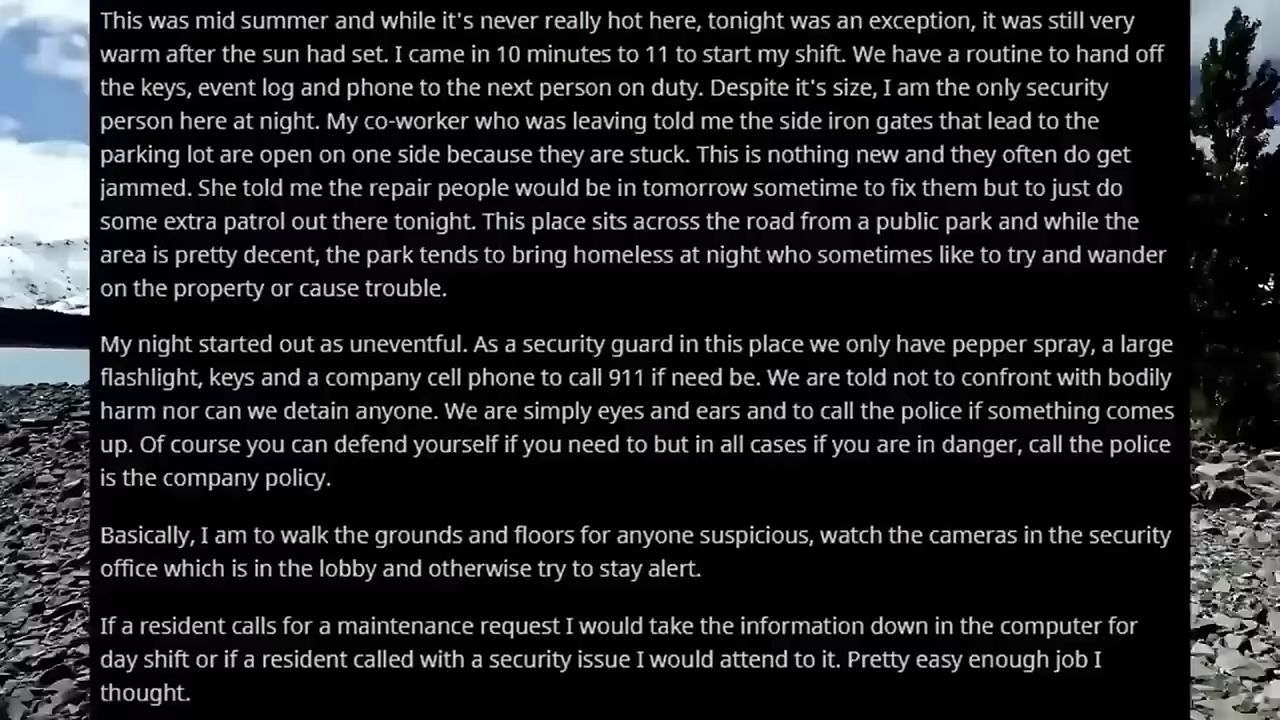 This was mid summer and while it's never really hot here, tonight was an exception, it was still very
warm after the sun had set. I came in 10 minutes to 11 to start my shift. We have a routine to hand off
the keys, event log and phone to the next person on duty. Despite it's size, I am the only security
person here at night. My co-worker who was leaving told me the side iron gates that lead to the
parking lot are open on one side because they are stuck. This is nothing new and they often do get
jammed. She told me the repair people would be in tomorrow sometime to fix them but to just do
some extra patrol out there tonight. This place sits across the road from a public park and while the
area is pretty decent, the park tends to bring homeless at night who sometimes like to try and wander
on the property or cause trouble.
My night started out as uneventful. As a security guard in this place we only have pepper spray, a large
flashlight, keys and a company cell phone to call 911 if need be. We are told not to confront with bodily
harm nor can we detain anyone. We are simply eyes and ears and to call the police if something comes
up. Of course you can defend yourself if you need to but in all cases if you are in danger, call the police
is the company policy.
Basically, I am to walk the grounds and floors for anyone suspicious, watch the cameras in the security
office which is in the lobby and otherwise try to stay alert.
If a resident calls for a maintenance request I would take the information down in the computer for
day shift or if a resident called with a security issue I would attend to it. Pretty easy enough job I
thought.